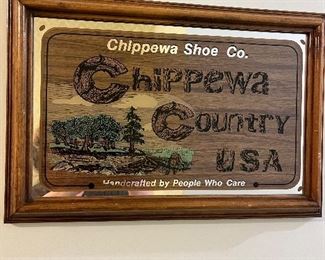 Chippewa Shoe Co.
Chippewa
Country
USA
Handcrafted by People Who Care